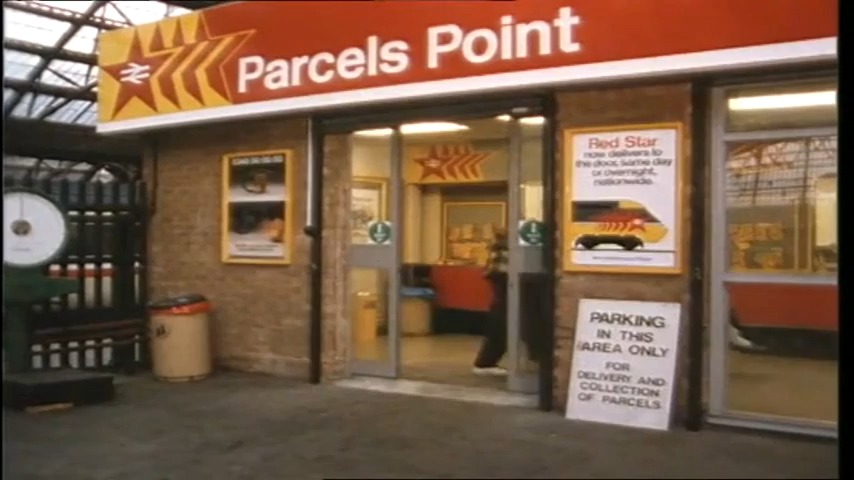 Parcels Point
Red Star
now delivers to
the door, same day
or overnight,
nationwide.
PARKING
IN THIS
AREA ONLY
FOR
DELIVERY AND
COLLECTION
OF PARCELS